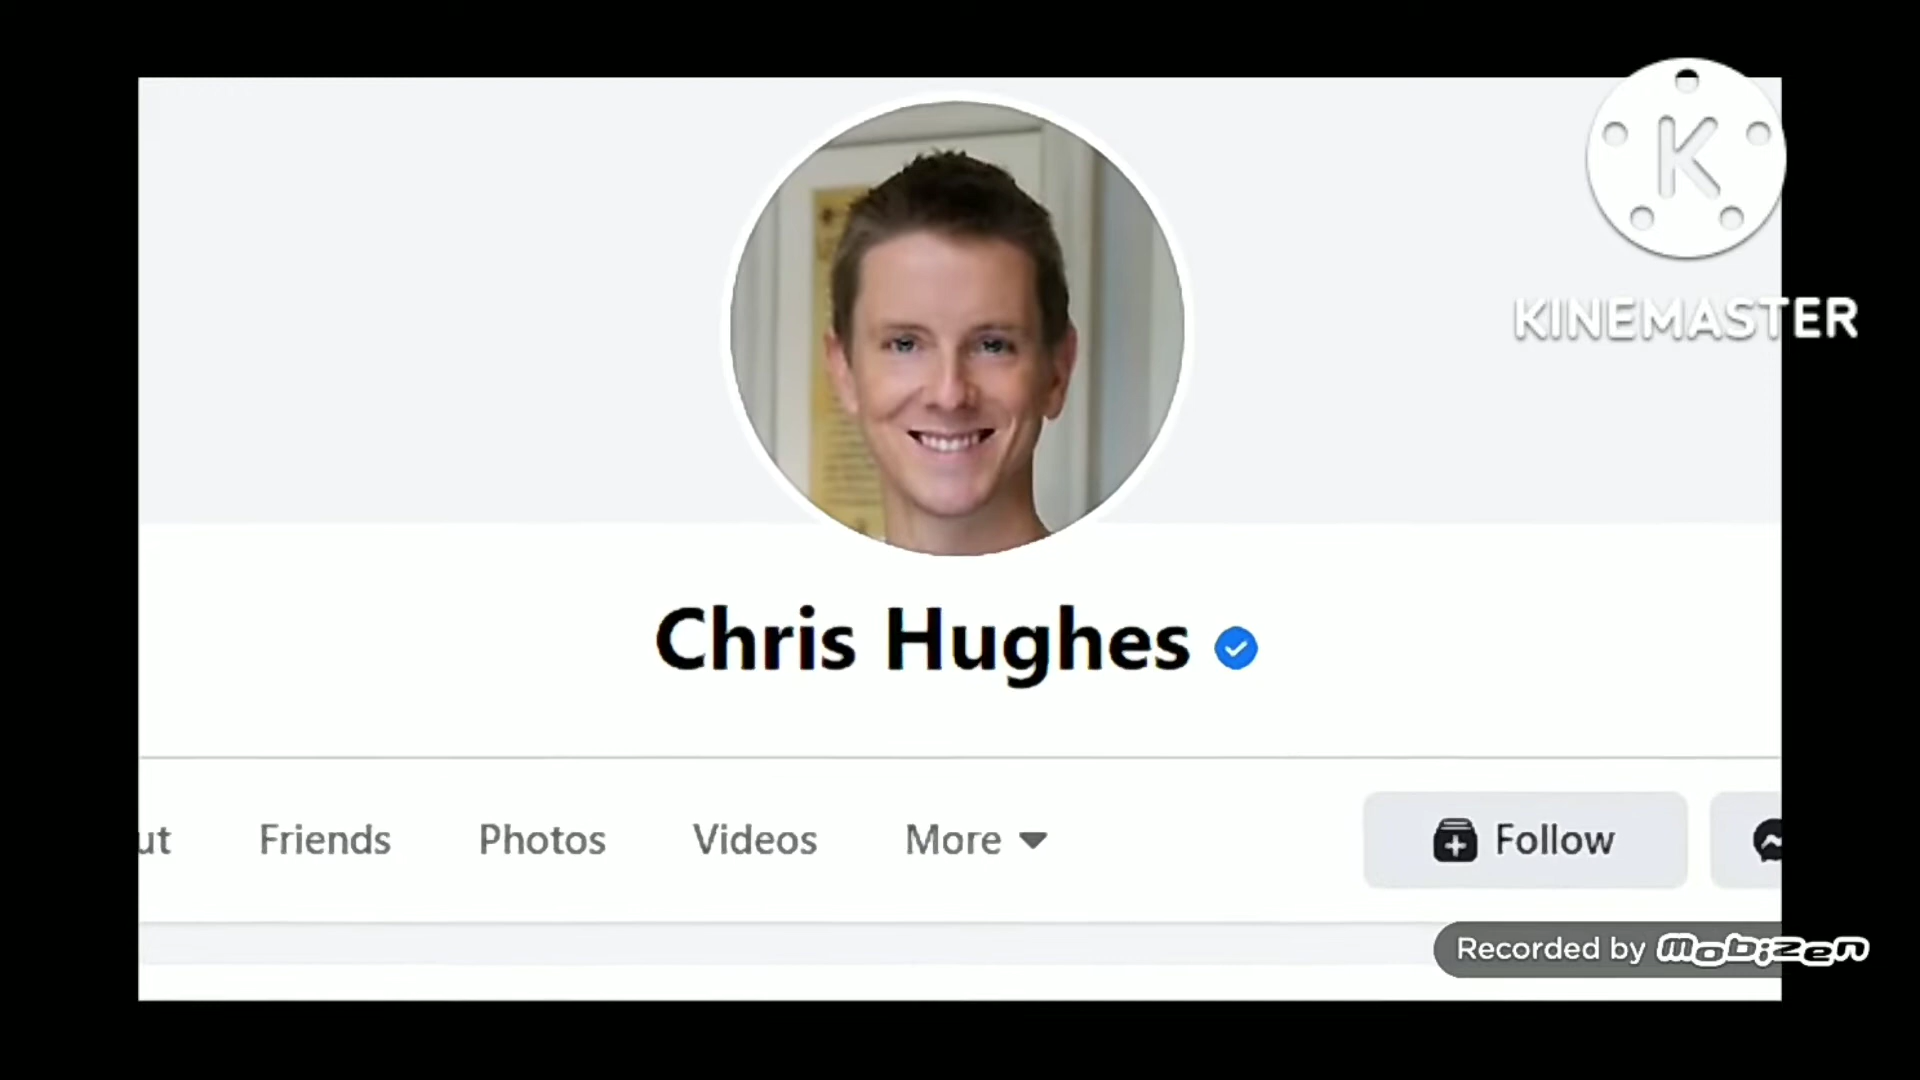 K
KINEMASTER
Chris Hughes
ut Friends Photos Videos More Follow
Recorded by mobizen